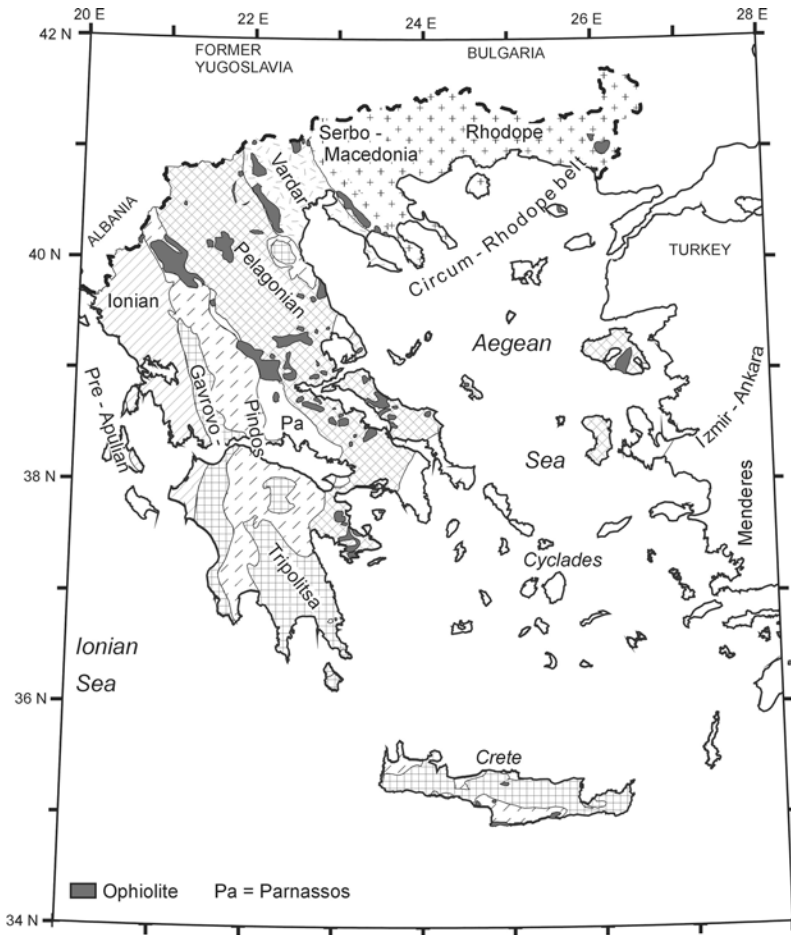 20 E
22 E
24 E
26 E
28 E
42 N
FORMER
YUGOSLAVIA
BULGARIA
Serbo -
Macedonia
Rhodope
Vardar
ALBANIA
Circum - Rhodope belt
40 N
TURKEY
Pelagonian
Ionian
Aegean
Gavrovo -
Pre - Apulian
Pindos
Pa
Izmir - Ankara
Sea
38 N
Menderes
Cyclades
Tripolitsa
Ionian
Sea
36 N
Crete
Ophiolite
Pa = Parnassos
34 N